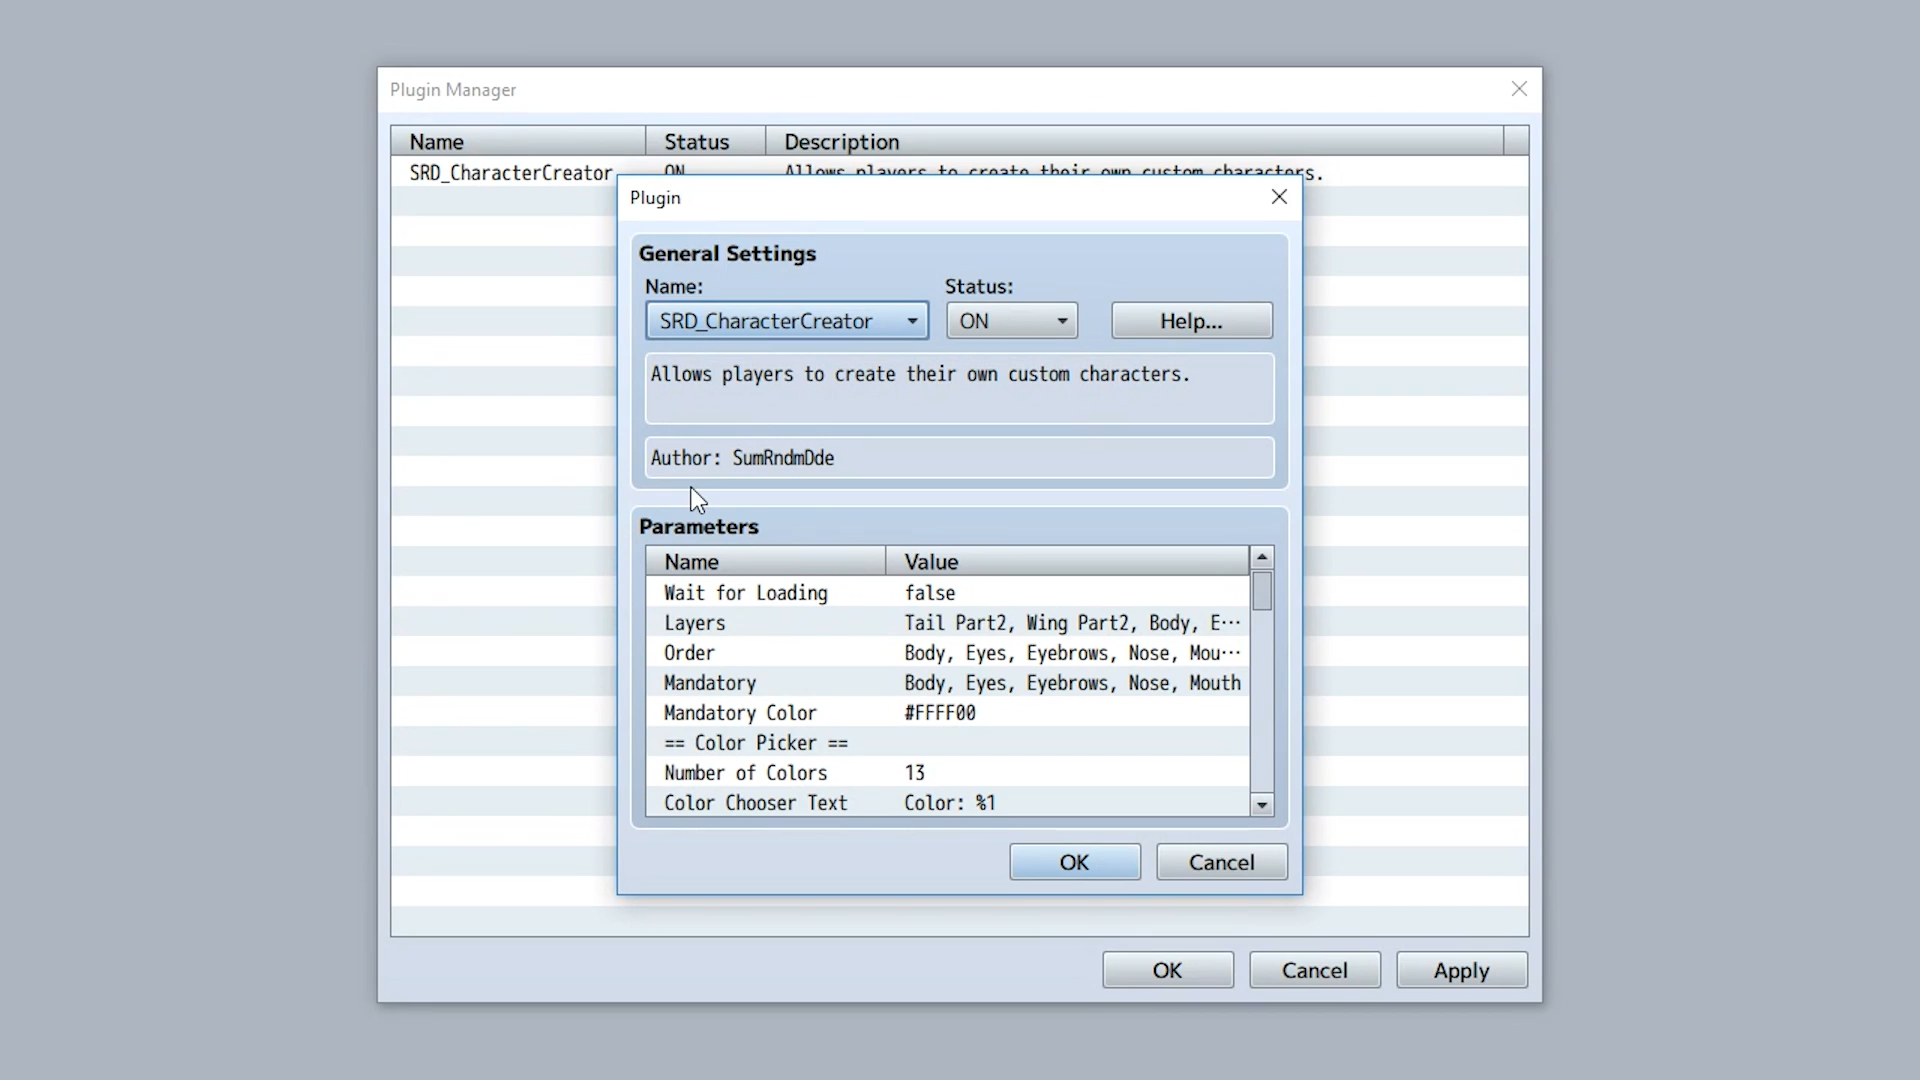 Plugin Manager
Name Status Description
SRD_CharacterCreator ON Allows players to create their own custom characters.
Plugin
General Settings
Name: Status:
SRD_CharacterCreator ON Help...
Allows players to create their own custom characters.
Author: SumRndmDde
Parameters
Name Value
Wait for Loading false
Layers Tail Part2, Wing Part2, Body, E···
Order Body, Eyes, Eyebrows, Nose, Mou···
Mandatory Body, Eyes, Eyebrows, Nose, Mouth
Mandatory Color #FFFF00
== Color Picker ==
Number of Colors 13
Color Chooser Text Color: %1
OK Cancel
OK Cancel Apply